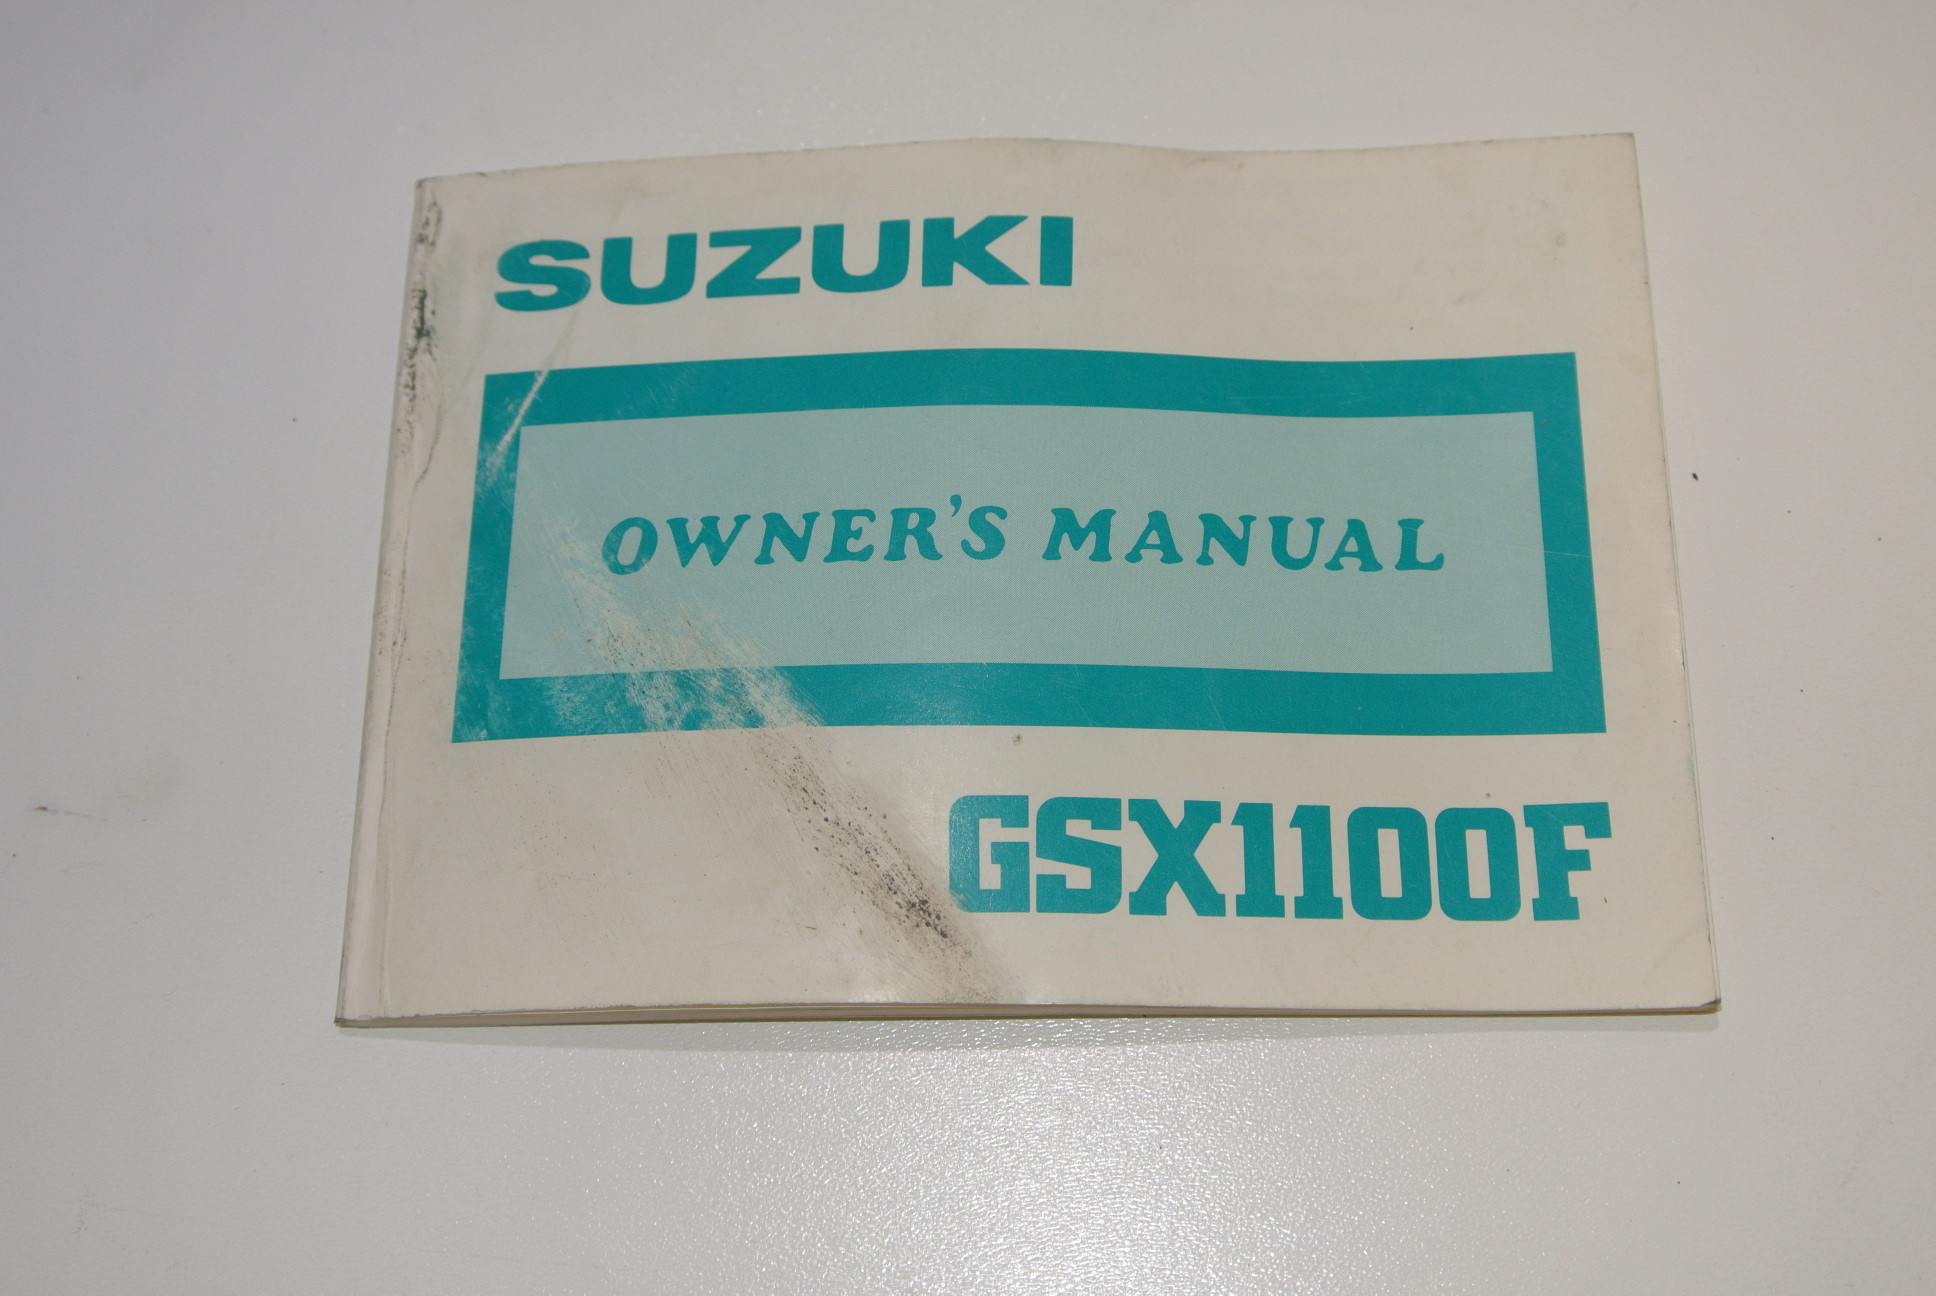 SUZUKI
OWNER'S MANUAL
GSX1100F